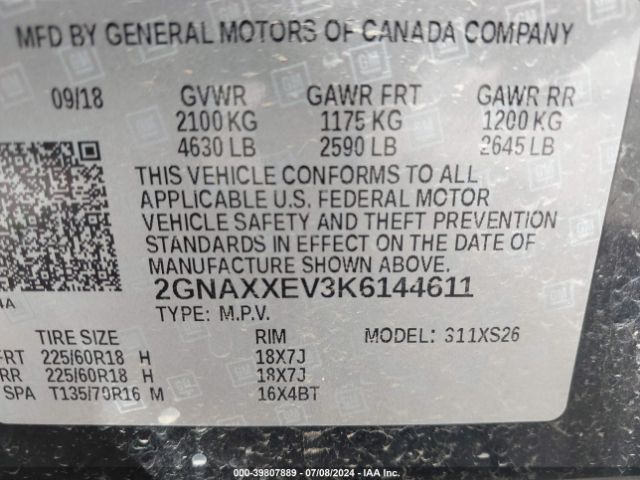 MFD BY GENERAL MOTORS OF CANADA COMPANY
09/18 GVWR GAWR FRT GAWR RR
2100 KG 1175 KG 1200 KG
4630 LB 2590 LB 2645 LB
THIS VEHICLE CONFORMS TO ALL
APPLICABLE U.S. FEDERAL MOTOR
VEHICLE SAFETY AND THEFT PREVENTION
STANDARDS IN EFFECT ON THE DATE OF
MANUFACTURE SHOWN ABOVE.
2GNAXXEV3K6144611
TYPE: M.P.V. MODEL: 311XS26
TIRE SIZE RIM
FRT 225/60R18 H 18X7J
RR 225/60R18 H 18X7J
SPA T135/70R16 M 16X4BT
000-39807889 / 07/08/2024 - IAA Inc.